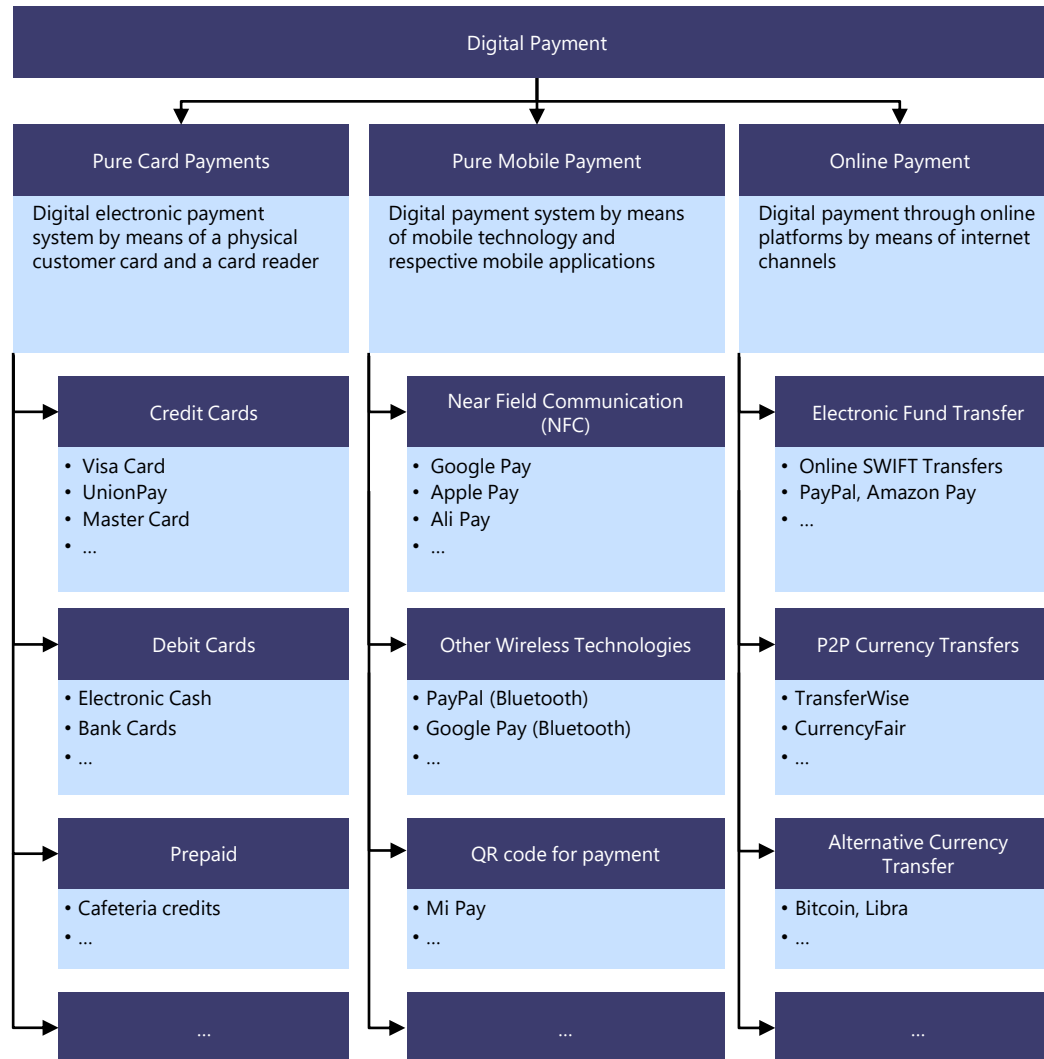 Digital Payment
Pure Card Payments
Digital electronic payment
system by means of a physical
customer card and a card reader
Credit Cards
• Visa Card
• UnionPay
• Master Card
• ...
Debit Cards
• Electronic Cash
• Bank Cards
• ...
Prepaid
• Cafeteria credits
• ...
...
Pure Mobile Payment
Digital payment system by means
of mobile technology and
respective mobile applications
Near Field Communication
(NFC)
• Google Pay
• Apple Pay
• Ali Pay
• ...
Other Wireless Technologies
• PayPal (Bluetooth)
• Google Pay (Bluetooth)
• ...
QR code for payment
• Mi Pay
• ...
...
Online Payment
Digital payment through online
platforms by means of internet
channels
Electronic Fund Transfer
• Online SWIFT Transfers
• PayPal, Amazon Pay
• ...
P2P Currency Transfers
• TransferWise
• CurrencyFair
• ...
Alternative Currency
Transfer
• Bitcoin, Libra
• ...
...